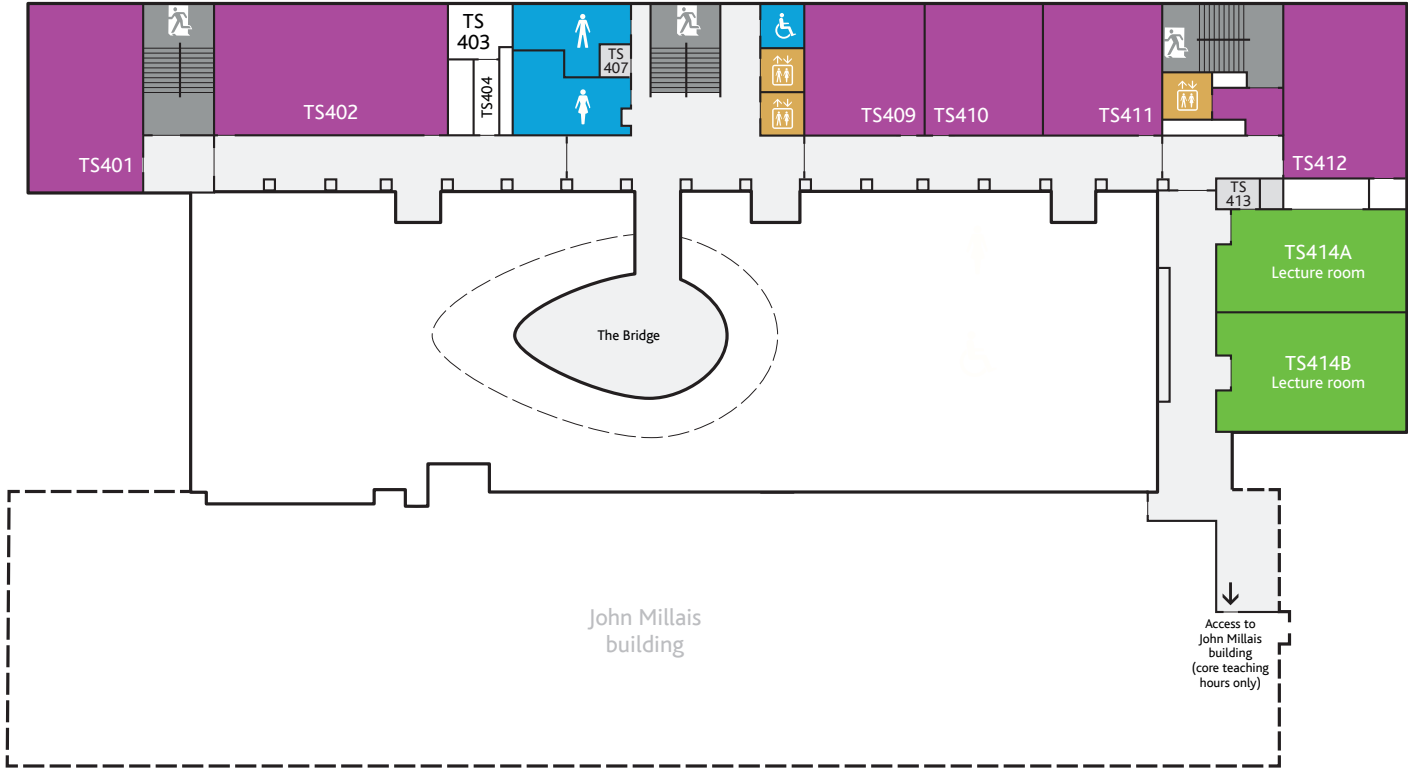 TS401
TS402
TS
403
TS404
TS
407
TS409
TS410
TS411
TS412
TS
413
TS414A
Lecture room
TS414B
Lecture room
The Bridge
John Millais
building
Access to
John Millais
building
(core teaching
hours only)